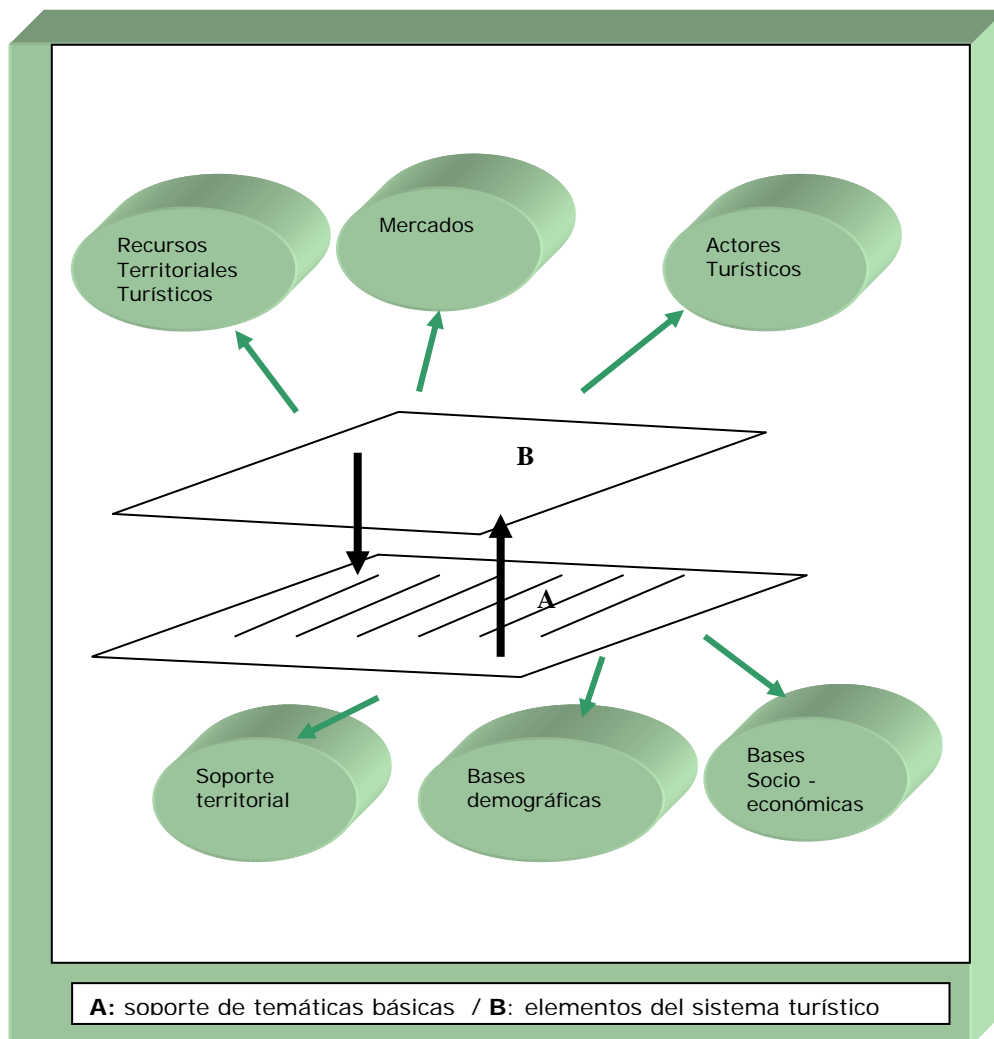 Recursos
Territoriales
Turísticos
Mercados
Actores
Turísticos
B
A
Soporte
territorial
Bases
demográficas
Bases
Socio -
económicas
A: soporte de temáticas básicas / B: elementos del sistema turístico